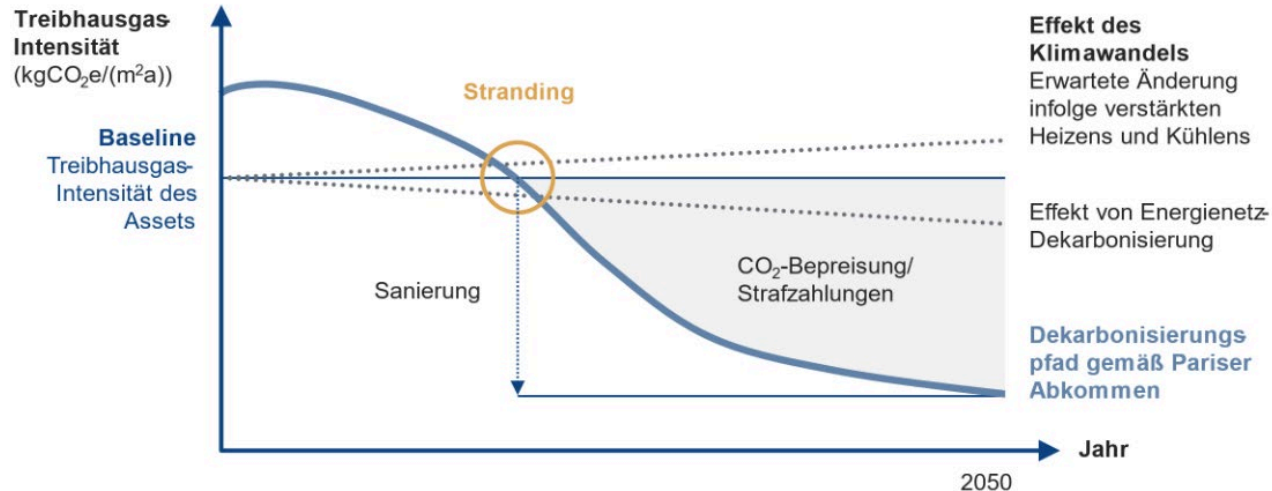 Treibhausgas-
Intensität
(kgCO₂e/(m²a))
Baseline
Treibhausgas-
Intensität des
Assets
Stranding
Sanierung
CO₂-Bepreisung/
Strafzahlungen
Effekt des
Klimawandels
Erwartete Änderung
infolge verstärkten
Heizens und Kühlens
Effekt von Energienetz-
Dekarbonisierung
Dekarbonisierungs-
pfad gemäß Pariser
Abkommen
Jahr
2050